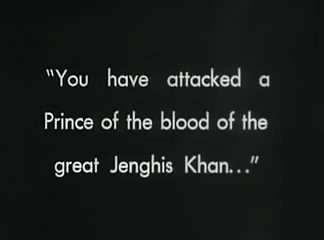 “You have attacked a
Prince of the blood of the
great Jenghis Khan...”